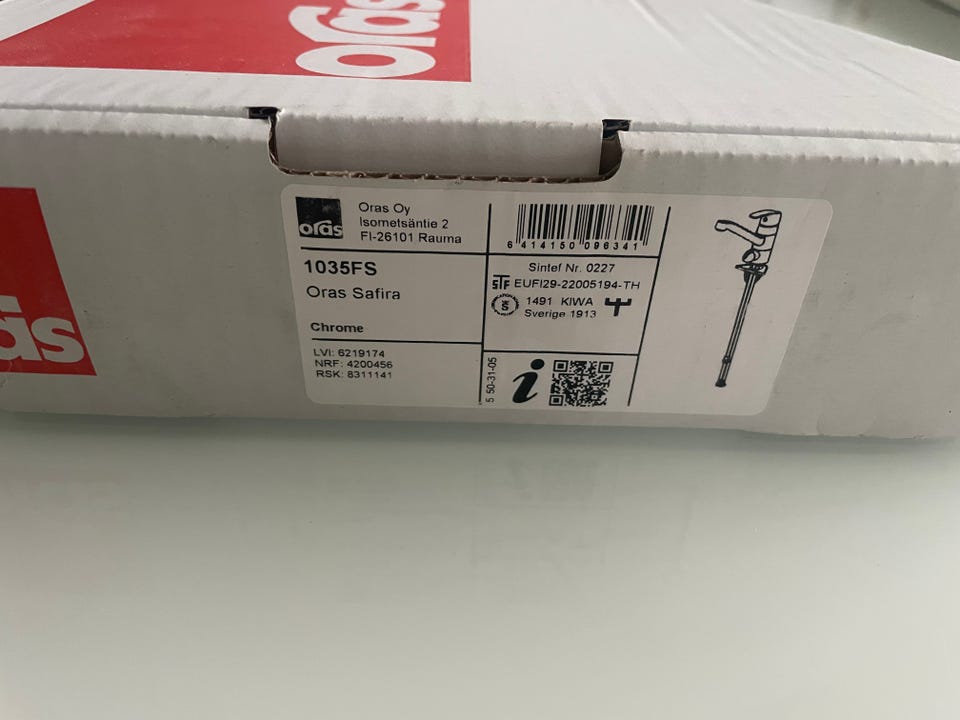 oras
oras
oras
Oras Oy
Isometsäntie 2
FI-26101 Rauma
1035FS
Oras Safira
Chrome
LVI: 6219174
NRF: 4200456
RSK: 8311141
6 414150 096341
Sintef Nr. 0227
STF EUFI29-22005194-TH
1491 KIWA
Sverige 1913
5 50-31-05
i